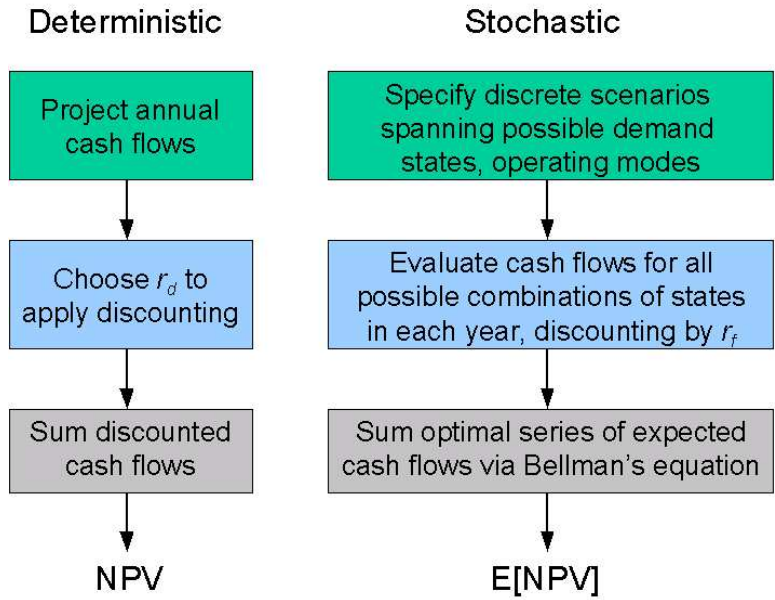 Deterministic
Project annual
cash flows
Choose r_d to
apply discounting
Sum discounted
cash flows
NPV
Stochastic
Specify discrete scenarios
spanning possible demand
states, operating modes
Evaluate cash flows for all
possible combinations of states
in each year, discounting by r_f
Sum optimal series of expected
cash flows via Bellman's equation
E[NPV]